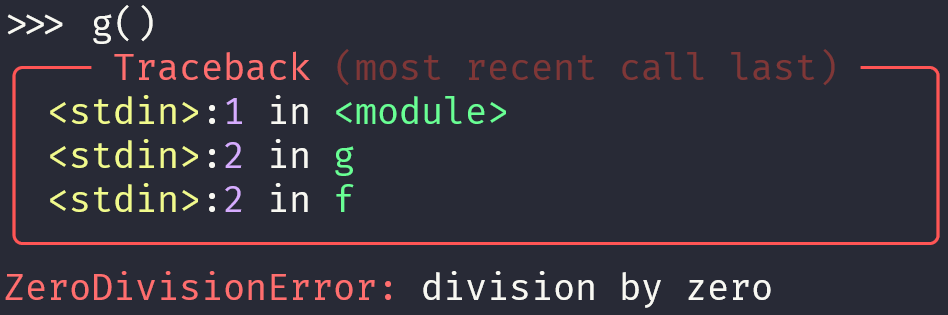 >>> g()
Traceback (most recent call last)
<stdin>:1 in <module>
<stdin>:2 in g
<stdin>:2 in f
ZeroDivisionError: division by zero